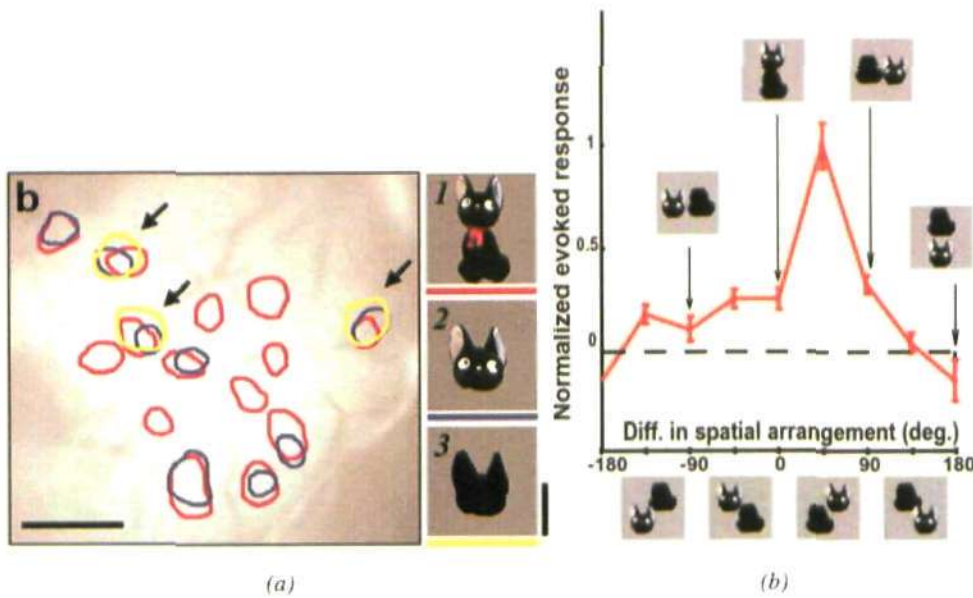 b
1
2
3
(a)
b
Normalized evoked response
1
0.5
0
Diff. in spatial arrangement (deg.)
-180
-90
0
90
180
(b)